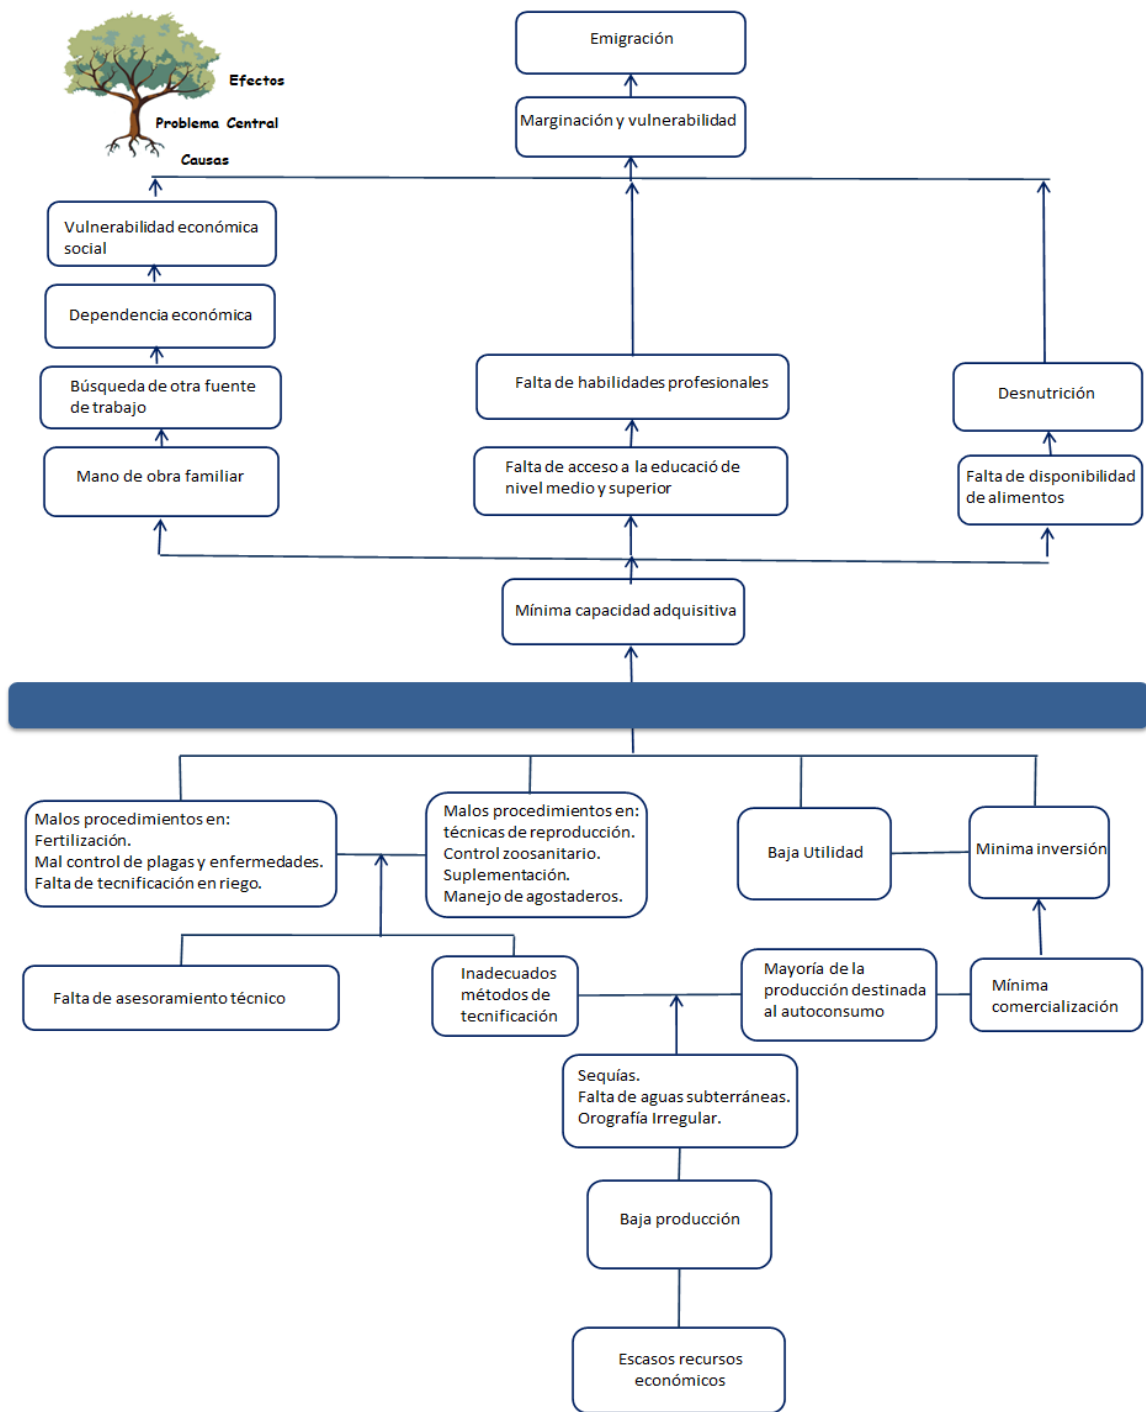 Emigración
Efectos
Marginación y vulnerabilidad
Problema Central
Causas
Vulnerabilidad económica
social
Dependencia económica
Búsqueda de otra fuente
de trabajo
Falta de habilidades profesionales
Desnutrición
Mano de obra familiar
Falta de acceso a la educació de
nivel medio y superior
Falta de disponibilidad
de alimentos
Mínima capacidad adquisitiva
Malos procedimientos en:
Fertilización.
Mal control de plagas y enfermedades.
Falta de tecnificación en riego.
Malos procedimientos en:
técnicas de reproducción.
Control zoosanitario.
Suplementación.
Manejo de agostaderos.
Baja Utilidad
Minima inversión
Falta de asesoramiento técnico
Inadecuados
métodos de
tecnificación
Mayoría de la
producción destinada
al autoconsumo
Mínima
comercialización
Sequías.
Falta de aguas subterráneas.
Orografía Irregular.
Baja producción
Escasos recursos
económicos